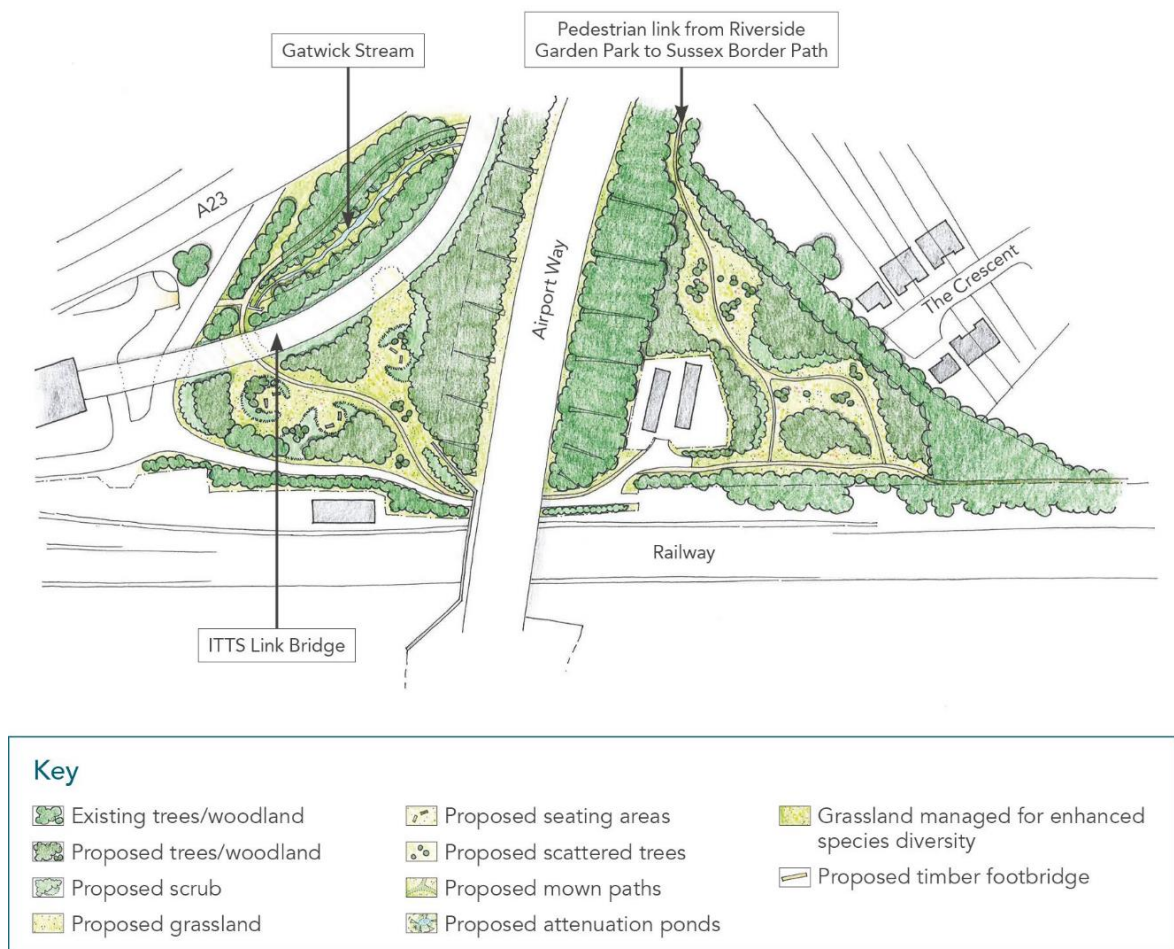 Gatwick Stream
Pedestrian link from Riverside
Garden Park to Sussex Border Path
A23
Airport Way
The Crescent
Railway
ITTS Link Bridge
Key
Existing trees/woodland
Proposed trees/woodland
Proposed scrub
Proposed grassland
Proposed seating areas
Proposed scattered trees
Proposed mown paths
Proposed attenuation ponds
Grassland managed for enhanced
species diversity
Proposed timber footbridge